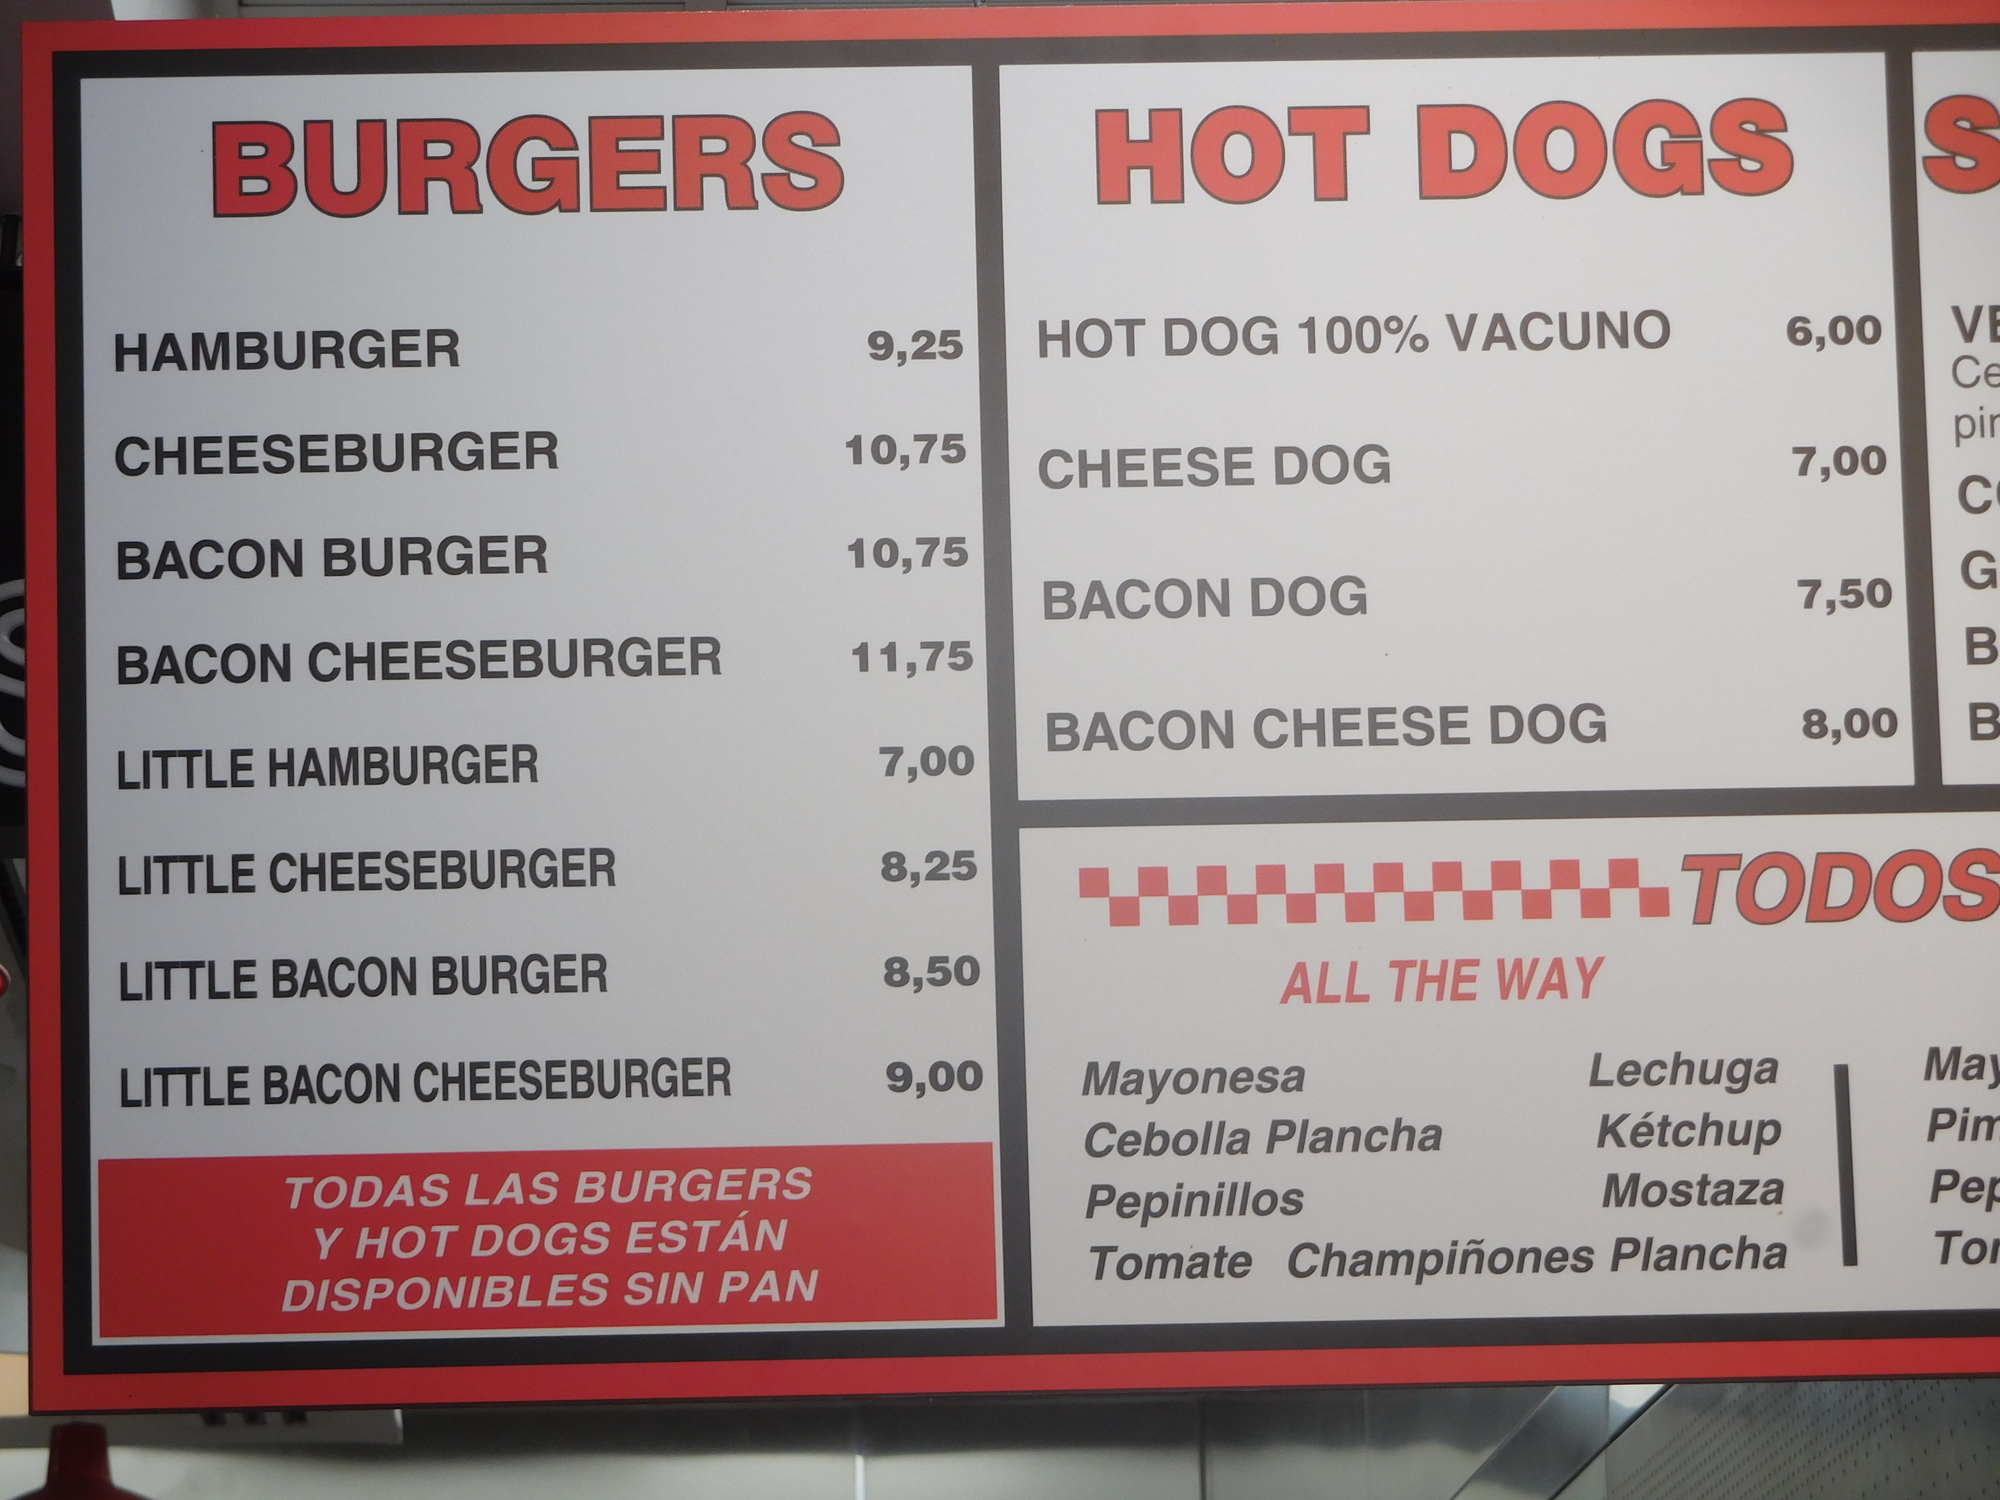 BURGERS
HAMBURGER 9,25
CHEESEBURGER 10,75
BACON BURGER 10,75
BACON CHEESEBURGER 11,75
LITTLE HAMBURGER 7,00
LITTLE CHEESEBURGER 8,25
LITTLE BACON BURGER 8,50
LITTLE BACON CHEESEBURGER 9,00
TODAS LAS BURGERS
Y HOT DOGS ESTÁN
DISPONIBLES SIN PAN
HOT DOGS
HOT DOG 100% VACUNO 6,00
CHEESE DOG 7,00
BACON DOG 7,50
BACON CHEESE DOG 8,00
TODOS
ALL THE WAY
Mayonesa Lechuga
Cebolla Plancha Kétchup
Pepinillos Mostaza
Tomate Champiñones Plancha